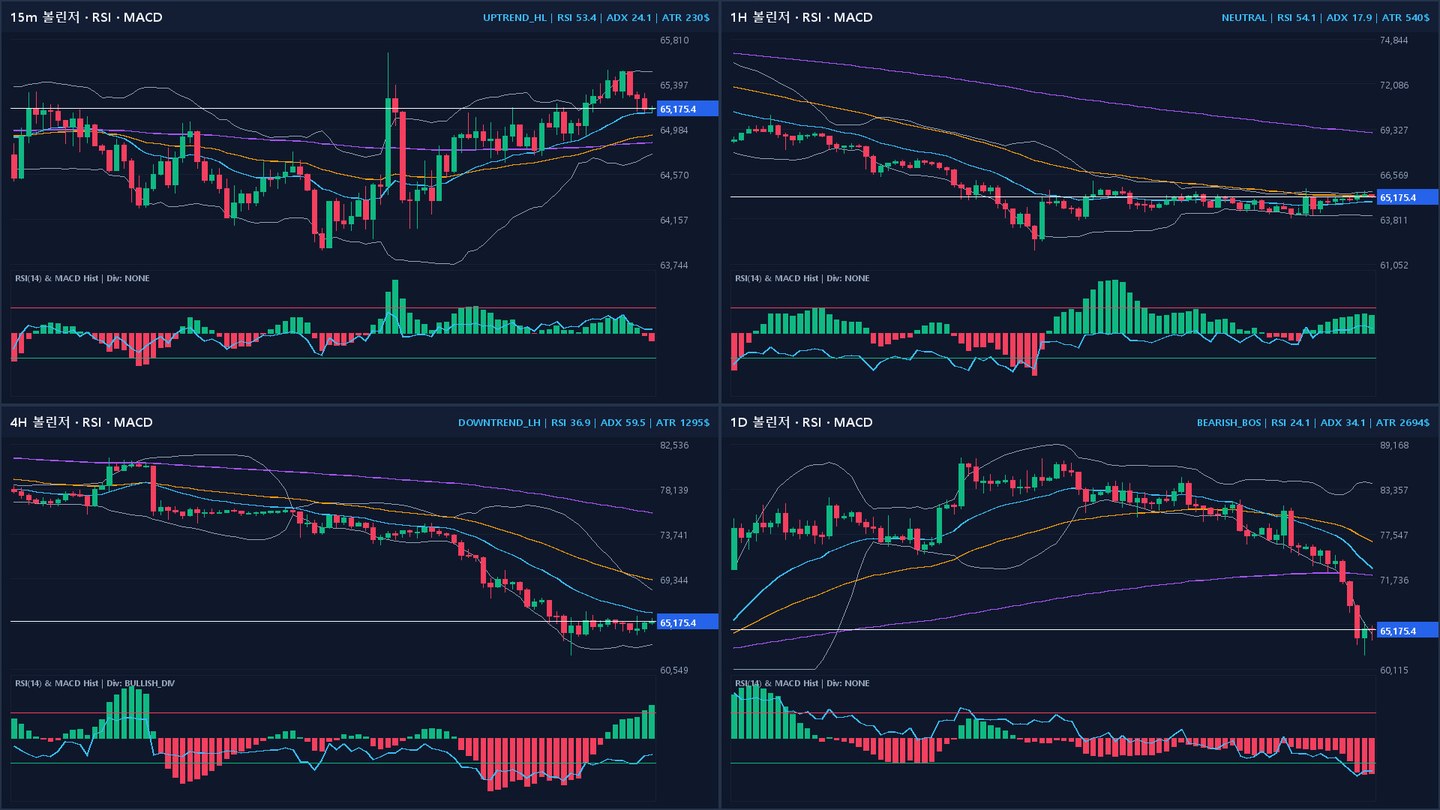 15m 볼린저 · RSI · MACD
UPTREND_HL | RSI 53.4 | ADX 24.1 | ATR 230$
65,810
65,397
65,175.4
64,984
64,570
64,157
63,744
RSI(14) & MACD Hist | Div: NONE
1H 볼린저 · RSI · MACD
NEUTRAL | RSI 54.1 | ADX 17.9 | ATR 540$
74,844
72,086
69,327
66,569
65,175.4
63,811
61,052
RSI(14) & MACD Hist | Div: NONE
4H 볼린저 · RSI · MACD
DOWNTREND_LH | RSI 36.9 | ADX 59.5 | ATR 1295$
82,536
78,139
73,741
69,344
65,175.4
60,549
RSI(14) & MACD Hist | Div: BULLISH_DIV
1D 볼린저 · RSI · MACD
BEARISH_BOS | RSI 24.1 | ADX 34.1 | ATR 2694$
89,168
83,357
77,547
71,736
65,175.4
60,115
RSI(14) & MACD Hist | Div: NONE